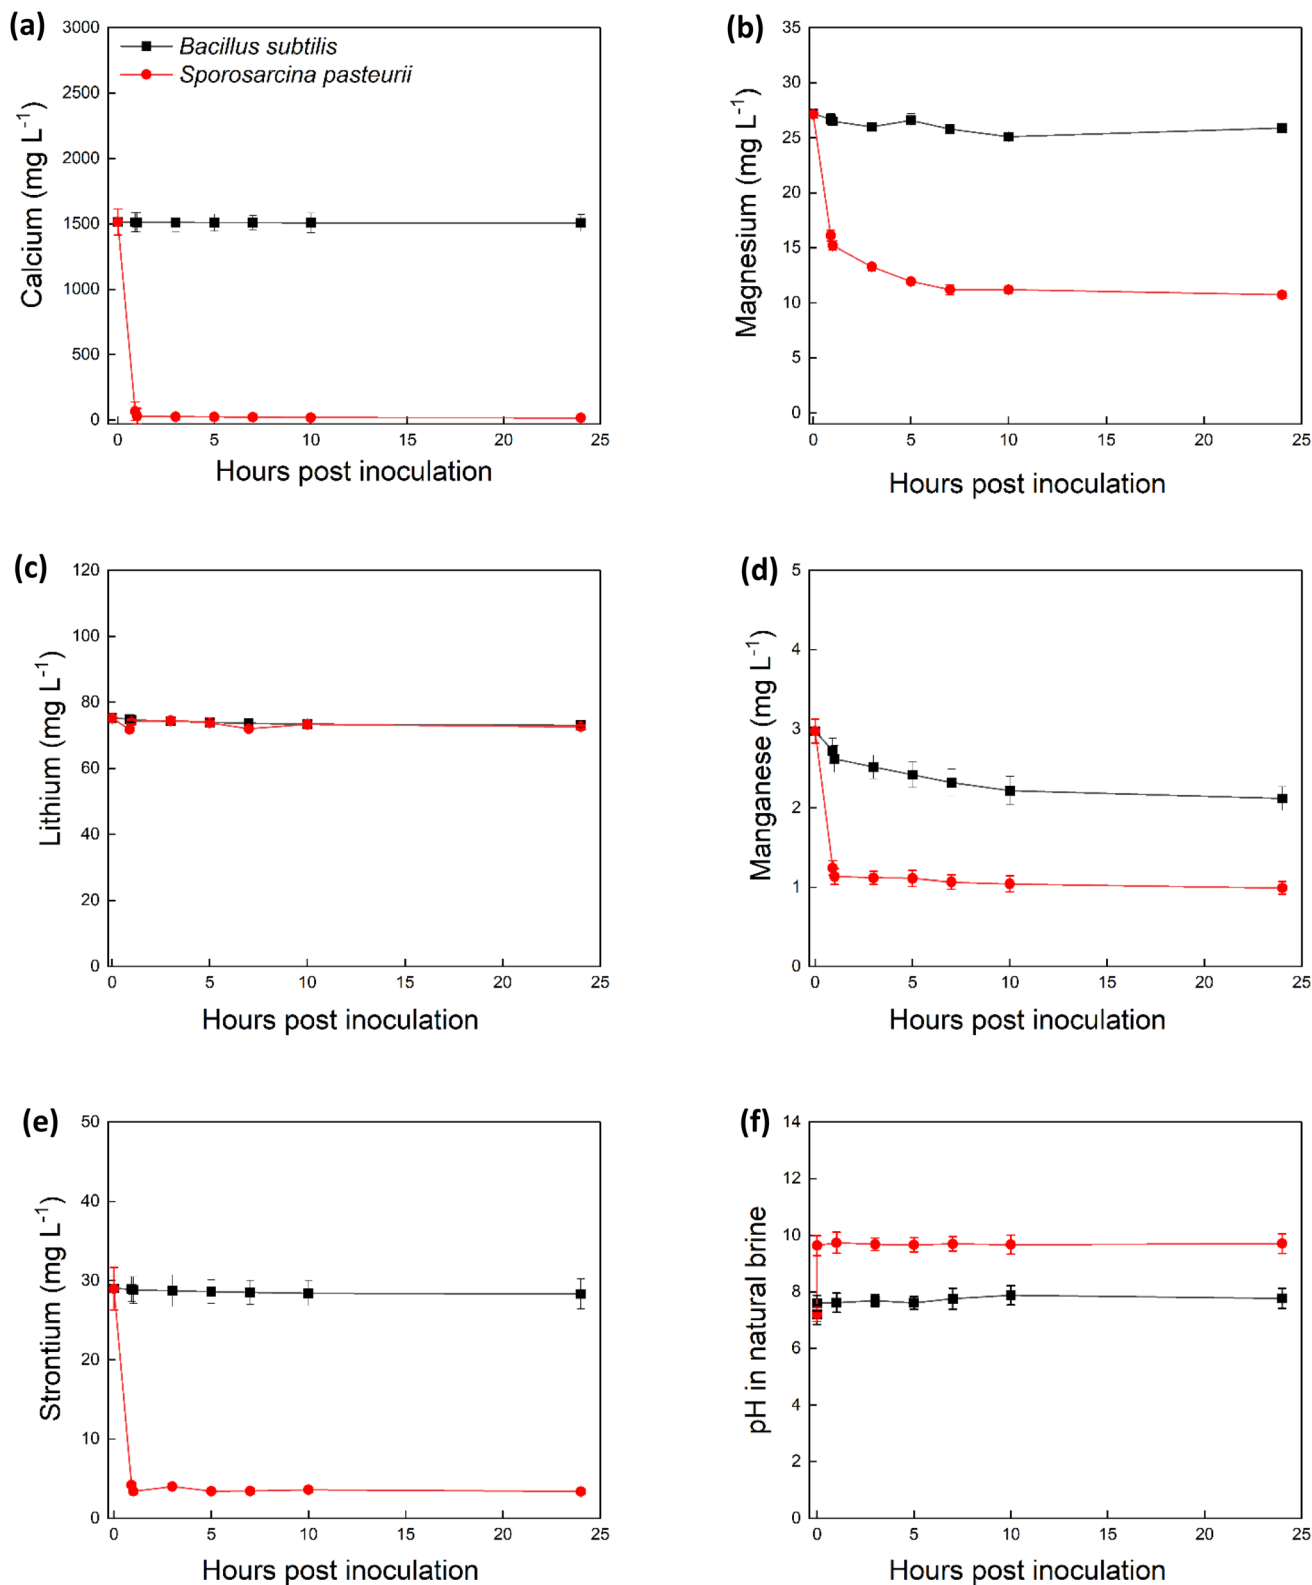 (a)
3000
2500
2000
1500
1000
500
0
Calcium (mg L⁻¹)
Bacillus subtilis
Sporosarcina pasteurii
0 5 10 15 20 25
Hours post inoculation
(b)
35
30
25
20
15
10
5
0
Magnesium (mg L⁻¹)
0 5 10 15 20 25
Hours post inoculation
(c)
120
100
80
60
40
20
0
Lithium (mg L⁻¹)
0 5 10 15 20 25
Hours post inoculation
(d)
5
4
3
2
1
0
Manganese (mg L⁻¹)
0 5 10 15 20 25
Hours post inoculation
(e)
50
40
30
20
10
0
Strontium (mg L⁻¹)
0 5 10 15 20 25
Hours post inoculation
(f)
14
12
10
8
6
4
2
0
pH in natural brine
0 5 10 15 20 25
Hours post inoculation